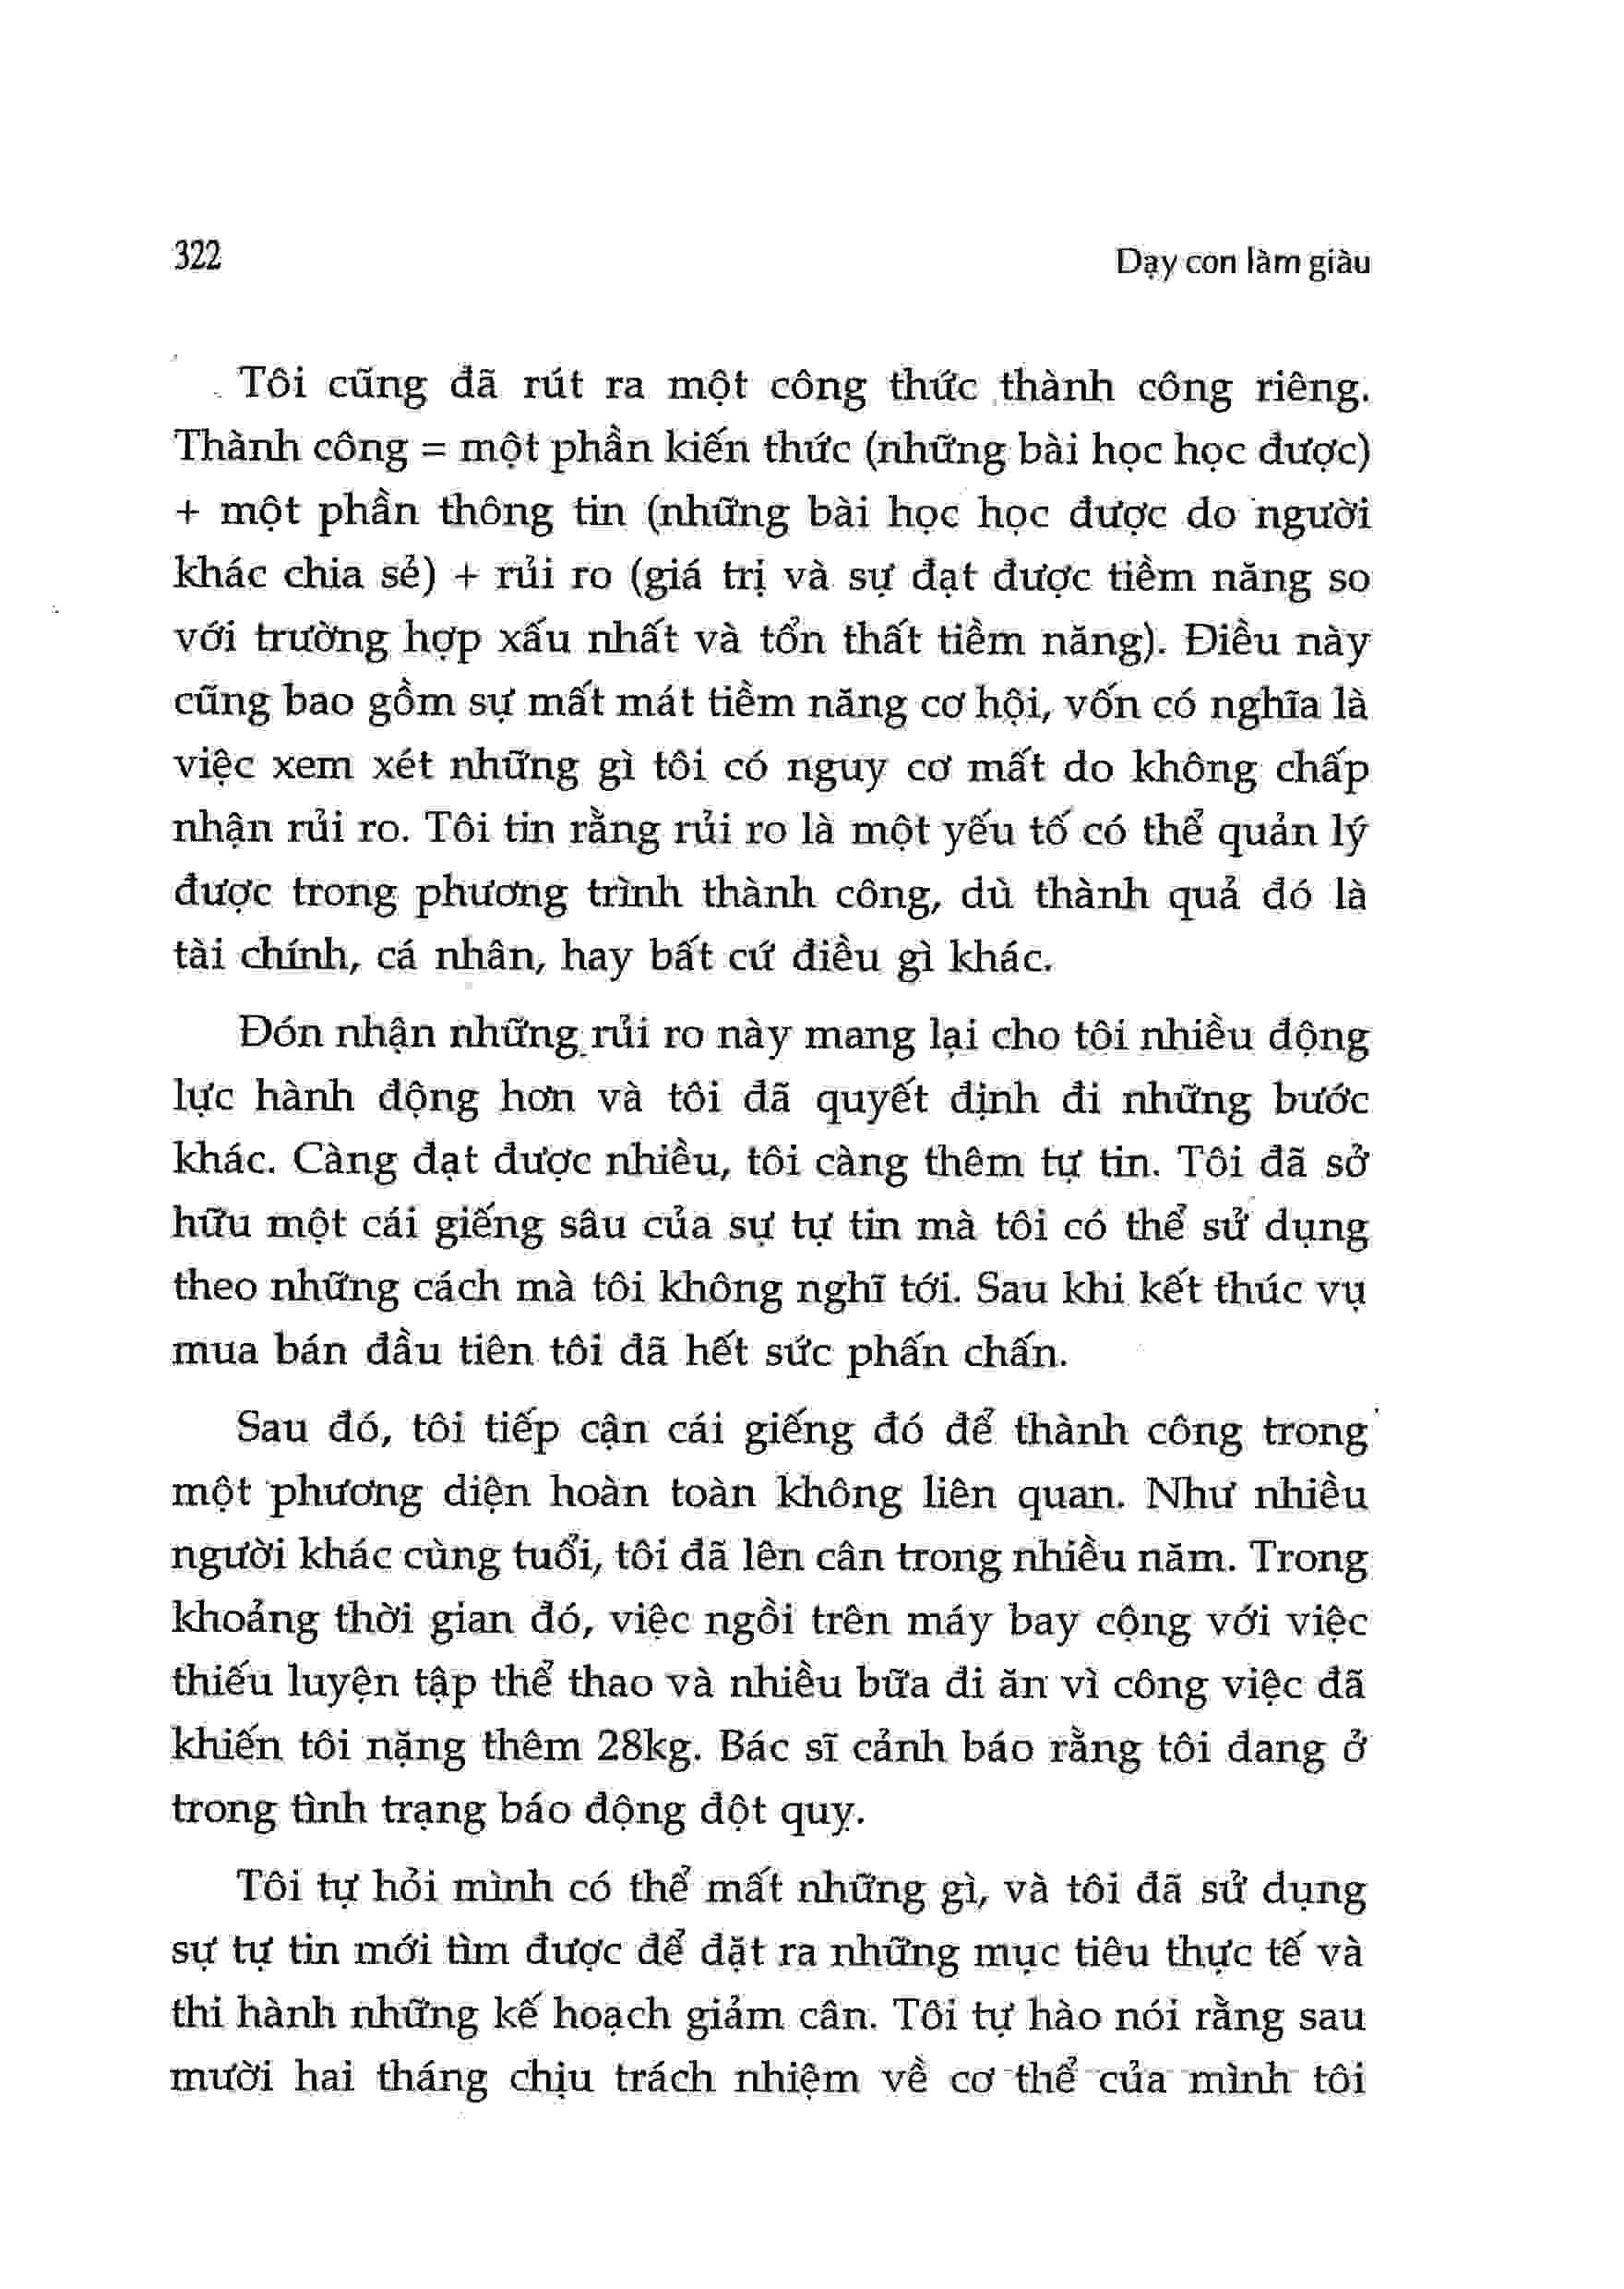 322
Dạy con làm giàu
Tôi cũng đã rút ra một công thức thành công riêng.
Thành công = một phần kiến thức (những bài học học được)
+ một phần thông tin (những bài học học được do người
khác chia sẻ) + rủi ro (giá trị và sự đạt được tiềm năng so
với trường hợp xấu nhất và tổn thất tiềm năng). Điều này
cũng bao gồm sự mất mát tiềm năng cơ hội, vốn có nghĩa là
việc xem xét những gì tôi có nguy cơ mất do không chấp
nhận rủi ro. Tôi tin rằng rủi ro là một yếu tố có thể quản lý
được trong phương trình thành công, dù thành quả đó là
tài chính, cá nhân, hay bất cứ điều gì khác.
Đón nhận những rủi ro này mang lại cho tôi nhiều động
lực hành động hơn và tôi đã quyết định đi những bước
khác. Càng đạt được nhiều, tôi càng thêm tự tin. Tôi đã sở
hữu một cái giếng sâu của sự tự tin mà tôi có thể sử dụng
theo những cách mà tôi không nghĩ tới. Sau khi kết thúc vụ
mua bán đầu tiên tôi đã hết sức phấn chấn.
Sau đó, tôi tiếp cận cái giếng đó để thành công trong
một phương diện hoàn toàn không liên quan. Như nhiều
người khác cùng tuổi, tôi đã lên cân trong nhiều năm. Trong
khoảng thời gian đó, việc ngồi trên máy bay cộng với việc
thiếu luyện tập thể thao và nhiều bữa đi ăn vì công việc đã
khiến tôi nặng thêm 28kg. Bác sĩ cảnh báo rằng tôi đang ở
trong tình trạng báo động đột quỵ.
Tôi tự hỏi mình có thể mất những gì, và tôi đã sử dụng
sự tự tin mới tìm được để đặt ra những mục tiêu thực tế và
thi hành những kế hoạch giảm cân. Tôi tự hào nói rằng sau
mười hai tháng chịu trách nhiệm về cơ thể của mình tôi